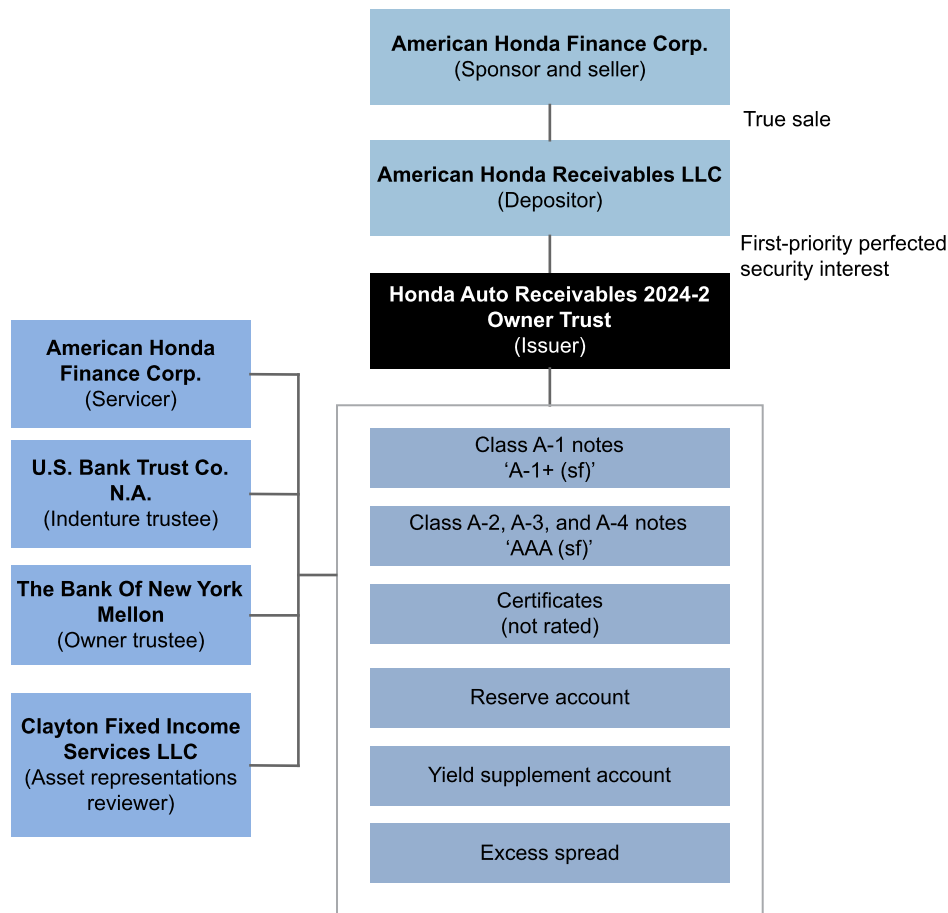 American Honda Finance Corp.
(Sponsor and seller)
True sale
American Honda Receivables LLC
(Depositor)
First-priority perfected
security interest
Honda Auto Receivables 2024-2
Owner Trust
(Issuer)
American Honda
Finance Corp.
(Servicer)
U.S. Bank Trust Co.
N.A.
(Indenture trustee)
The Bank Of New York
Mellon
(Owner trustee)
Clayton Fixed Income
Services LLC
(Asset representations
reviewer)
Class A-1 notes
‘A-1+ (sf)’
Class A-2, A-3, and A-4 notes
‘AAA (sf)’
Certificates
(not rated)
Reserve account
Yield supplement account
Excess spread